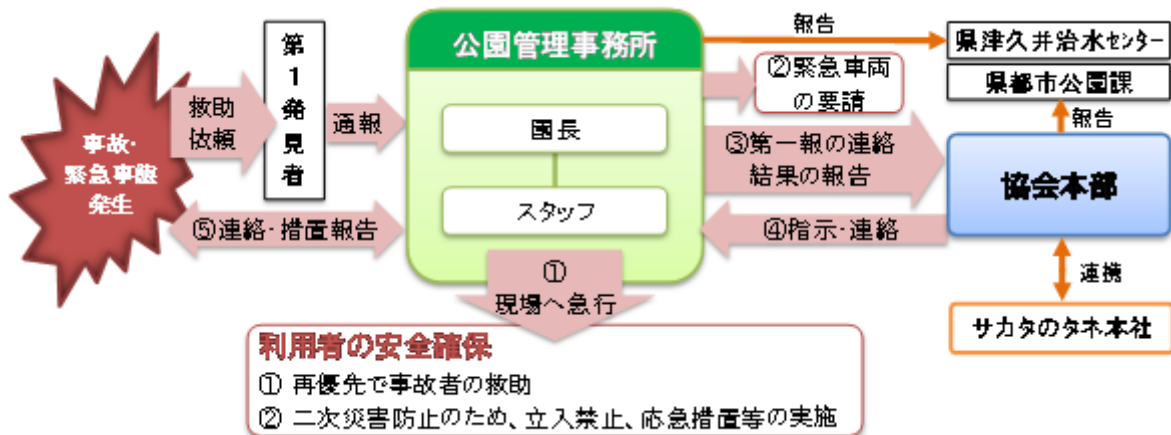 事故・
緊急事態
発生
救助
依頼
第
1
発
見
者
通報
公園管理事務所
園長
スタッフ
報告
県津久井治水センター
②緊急車両
の要請
県都市公園課
報告
③第一報の連絡
結果の報告
協会本部
⑤連絡・措置報告
④指示・連絡
連携
サカタのタネ本社
①
現場へ急行
利用者の安全確保
① 再優先で事故者の救助
② 二次災害防止のため、立入禁止、応急措置等の実施